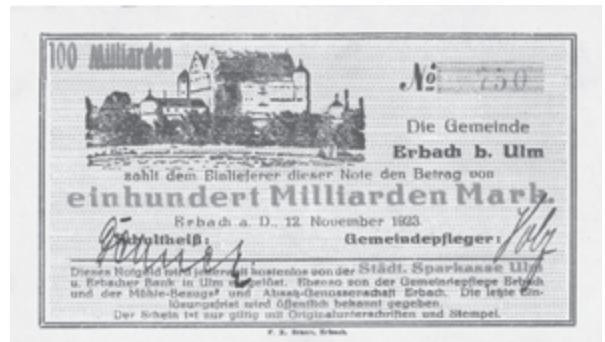 100 Milliarden
No 750
Die Gemeinde
Erbach b. Ulm
zahlt dem Einlieferer dieser Note den Betrag von
einhundert Milliarden Mark.
Erbach a. D., 12. November 1923.
Schultheiß: Gemeindepfleger:
Dieses Notgeld wird jederzeit kostenlos von der Städt. Sparkasse Ulm
u. Erbacher Bank in Ulm eingelöst. Ebenso von der Gemeindepflege Erbach
und der Mühle-Bezugs- und Absatz-Genossenschaft Erbach. Die letzte Ein-
lösungsfrist wird öffentlich bekannt gegeben.
Der Schein ist nur giltig mit Originalunterschriften und Stempel.